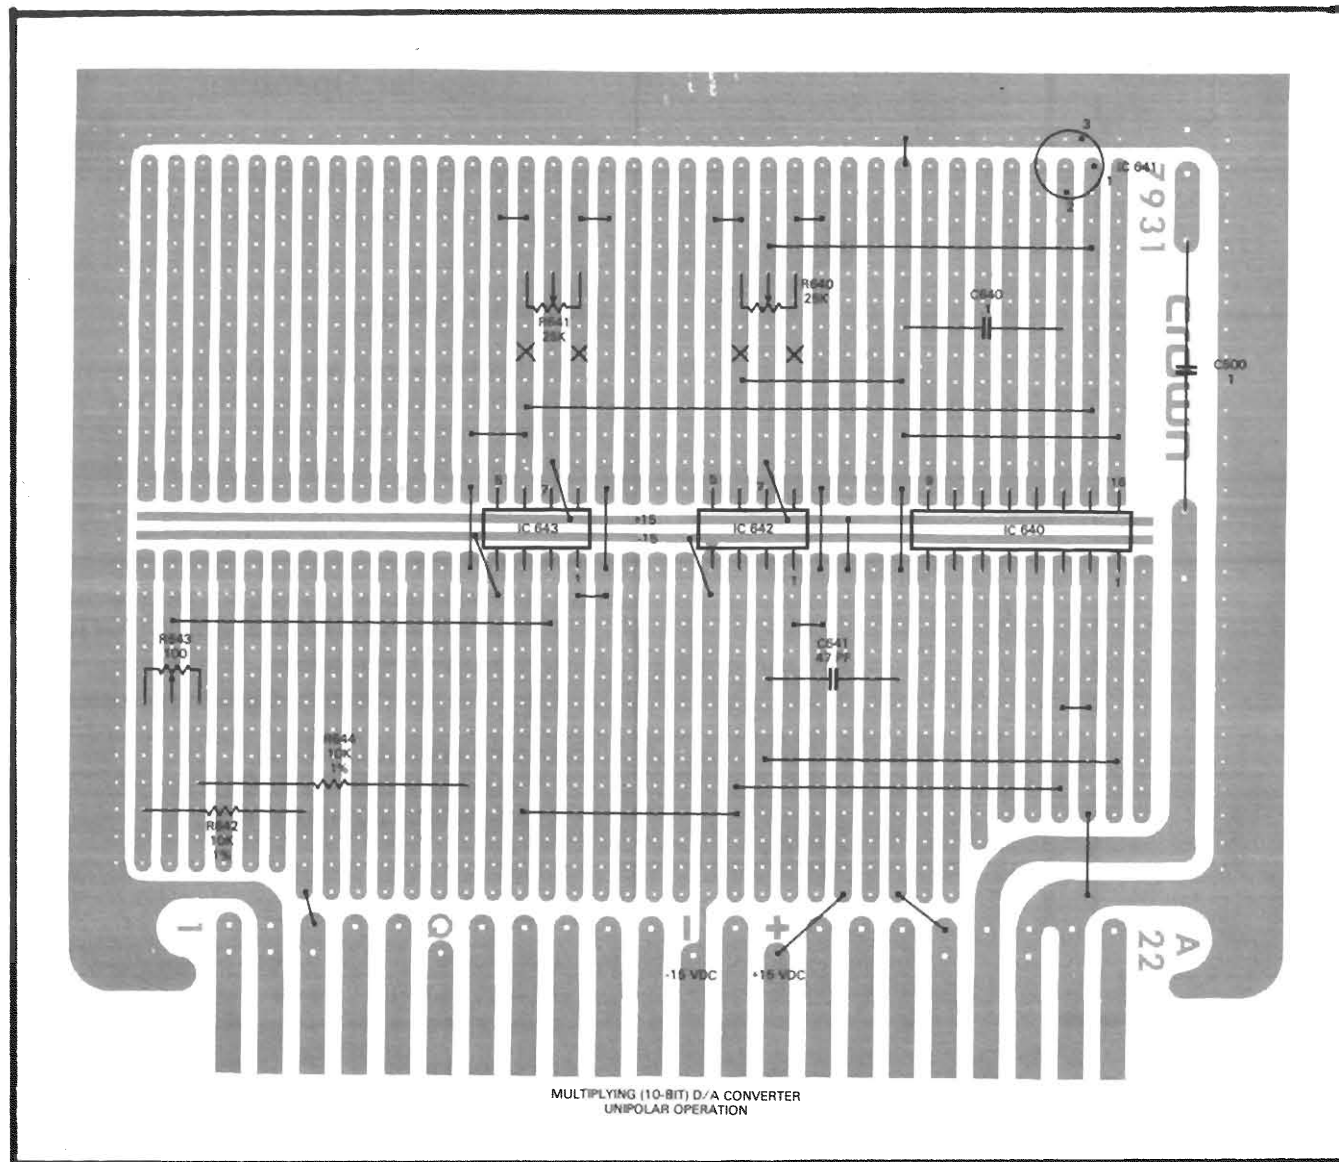 3
IC 641
1
2
7931
R640
25K
C640
.1
R641
25K
crown
C500
.1
5
7
5
7
9
16
IC 643
+15
-15
IC 642
IC 640
1
1
1
R643
100
C641
47 PF
R644
10K
1%
R642
10K
1%
1
Q
-
+
A
22
-15 VDC
+15 VDC
MULTIPLYING (10-BIT) D/A CONVERTER
UNIPOLAR OPERATION